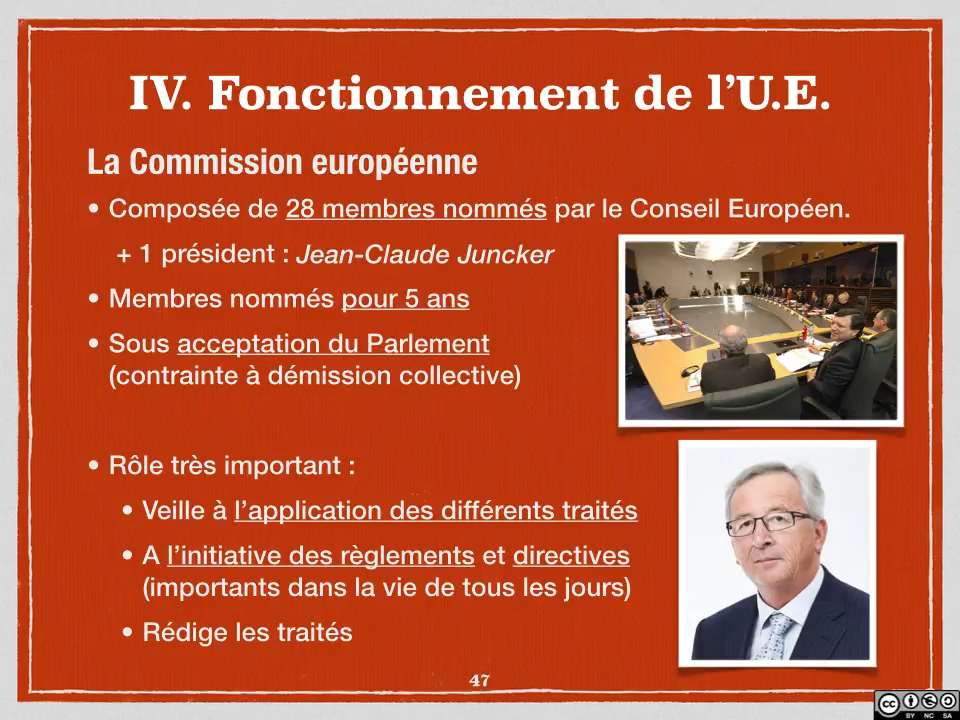 IV. Fonctionnement de l’U.E.
La Commission européenne
• Composée de 28 membres nommés par le Conseil Européen.
+ 1 président : Jean-Claude Juncker
• Membres nommés pour 5 ans
• Sous acceptation du Parlement
(contrainte à démission collective)
• Rôle très important :
• Veille à l’application des différents traités
• A l’initiative des règlements et directives
(importants dans la vie de tous les jours)
• Rédige les traités
47
cc
BY NC SA